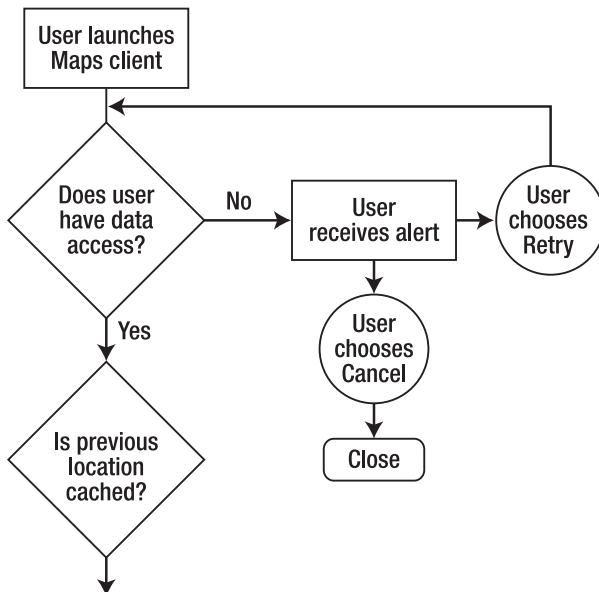 User launches
Maps client
Does user
have data
access?
No
User
receives alert
User
chooses
Retry
Yes
User
chooses
Cancel
Is previous
location
cached?
Close